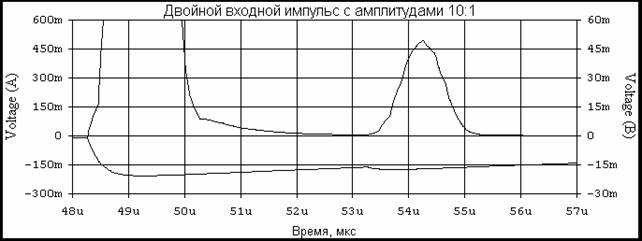 Двойной входной импульс с амплитудами 10:1
600m
450m
300m
150m
0
-150m
-300m
Voltage (A)
60m
45m
30m
15m
0
-15m
-30m
Voltage (B)
48u 49u 50u 51u 52u 53u 54u 55u 56u 57u
Время, мкс